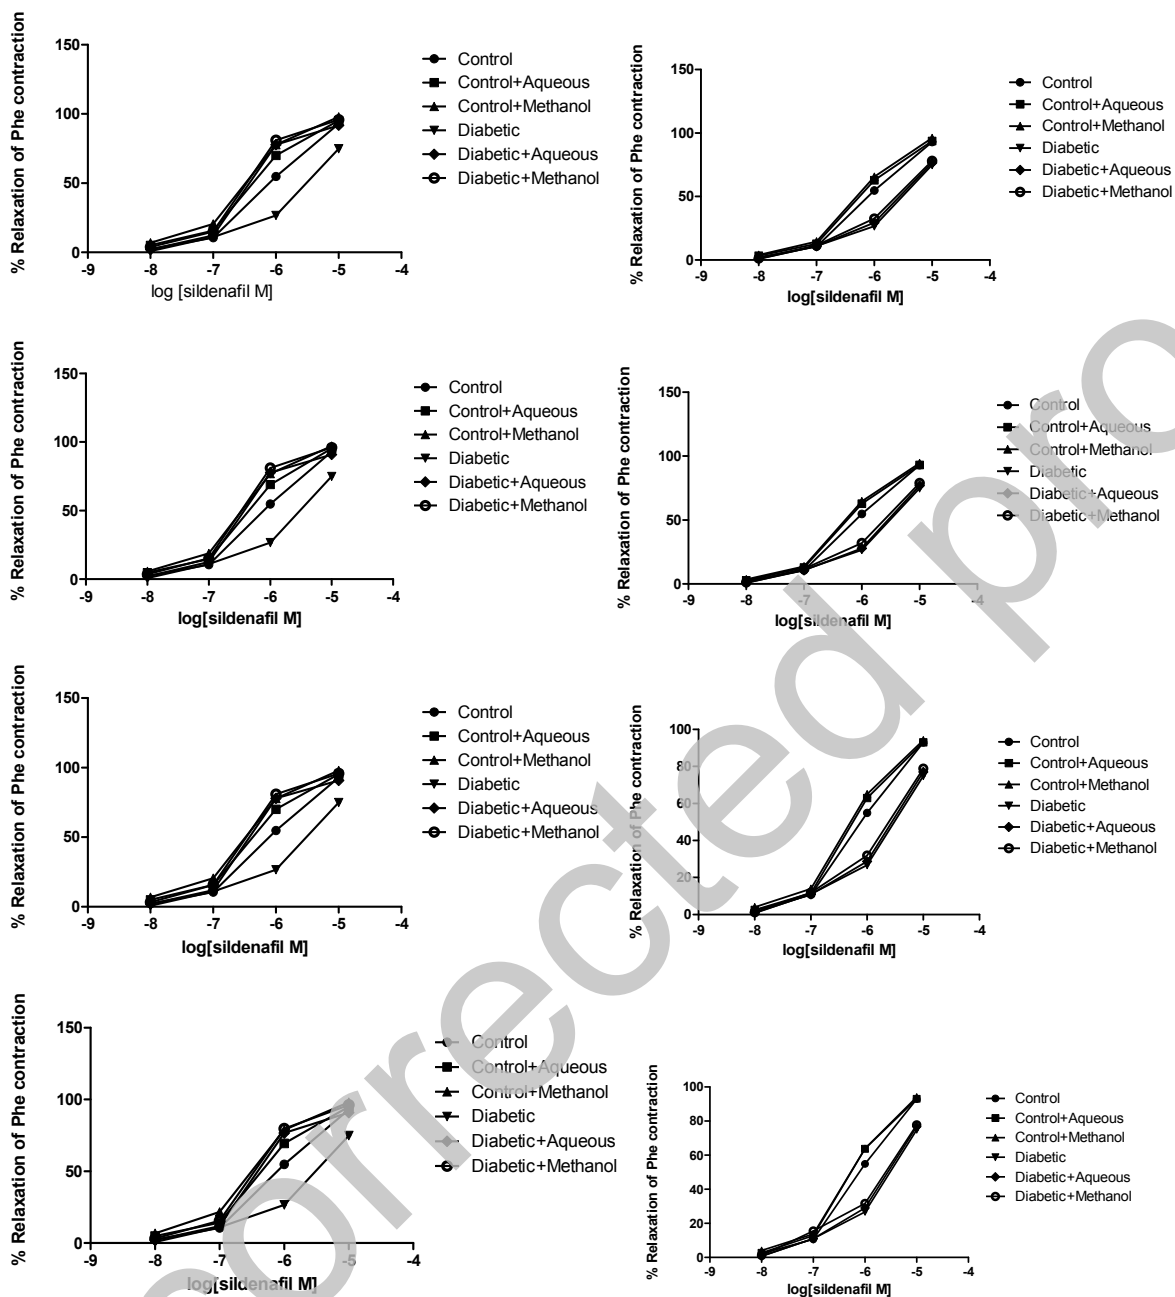 % Relaxation of Phe contraction
150
100
50
0
-9
-8
-7
-6
-5
-4
log [sildenafil M]
Control
Control+Aqueous
Control+Methanol
Diabetic
Diabetic+Aqueous
Diabetic+Methanol
% Relaxation of Phe contraction
150
100
50
0
-9
-8
-7
-6
-5
-4
log[sildenafil M]
Control
Control+Aqueous
Control+Methanol
Diabetic
Diabetic+Aqueous
Diabetic+Methanol
% Relaxation of Phe contraction
150
100
50
0
-9
-8
-7
-6
-5
-4
log[sildenafil M]
Control
Control+Aqueous
Control+Methanol
Diabetic
Diabetic+Aqueous
Diabetic+Methanol
% Relaxation of Phe contraction
150
100
50
0
-9
-8
-7
-6
-5
-4
log[sildenafil M]
Control
Control+Aqueous
Control+Methanol
Diabetic
Diabetic+Aqueous
Diabetic+Methanol
% Relaxation of Phe contraction
150
100
50
0
-9
-8
-7
-6
-5
-4
log[sildenafil M]
Control
Control+Aqueous
Control+Methanol
Diabetic
Diabetic+Aqueous
Diabetic+Methanol
% Relaxation of Phe contraction
100
80
60
40
20
0
-9
-8
-7
-6
-5
-4
log[sildenafil M]
Control
Control+Aqueous
Control+Methanol
Diabetic
Diabetic+Aqueous
Diabetic+Methanol
% Relaxation of Phe contraction
150
100
50
0
-9
-8
-7
-6
-5
-4
log[sildenafil M]
Control
Control+Aqueous
Control+Methanol
Diabetic
Diabetic+Aqueous
Diabetic+Methanol
% Relaxation of Phe contraction
100
80
60
40
20
0
-9
-8
-7
-6
-5
-4
log[sildenafil M]
Control
Control+Aqueous
Control+Methanol
Diabetic
Diabetic+Aqueous
Diabetic+Methanol
orrected pro